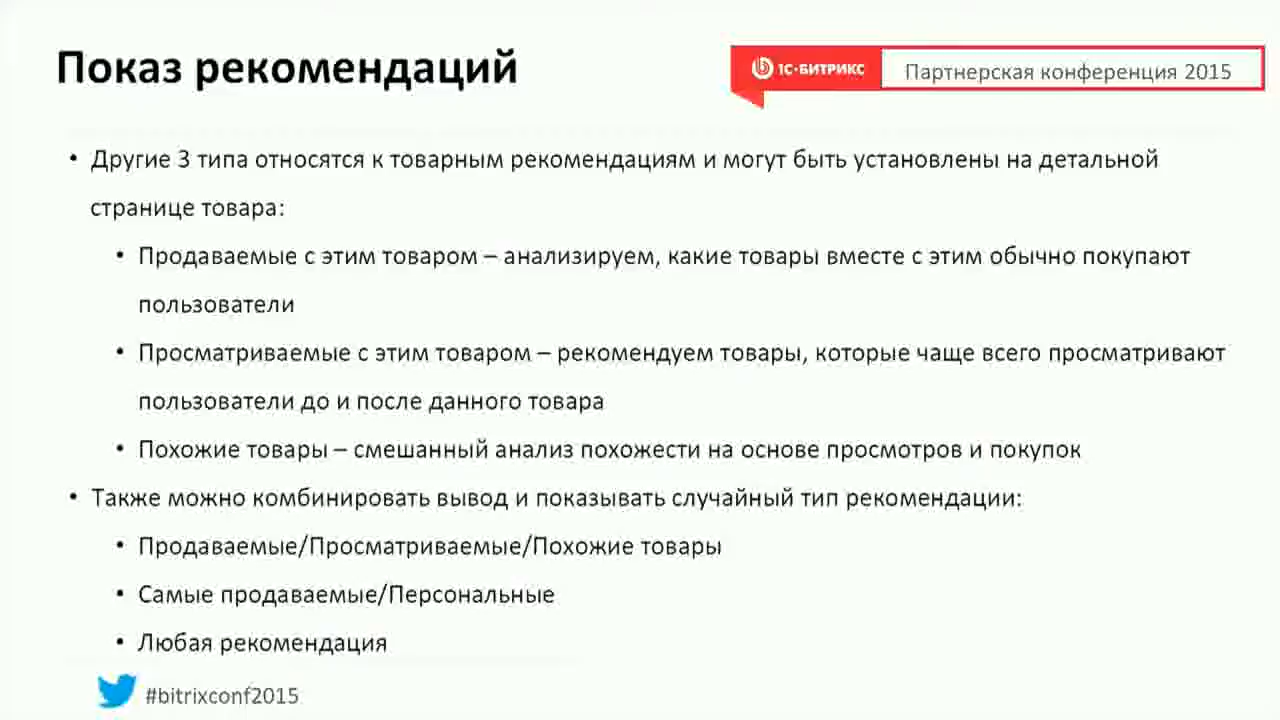 Показ рекомендаций
1С•БИТРИКС
Партнерская конференция 2015
• Другие 3 типа относятся к товарным рекомендациям и могут быть установлены на детальной
странице товара:
• Продаваемые с этим товаром – анализируем, какие товары вместе с этим обычно покупают
пользователи
• Просматриваемые с этим товаром – рекомендуем товары, которые чаще всего просматривают
пользователи до и после данного товара
• Похожие товары – смешанный анализ похожести на основе просмотров и покупок
• Также можно комбинировать вывод и показывать случайный тип рекомендации:
• Продаваемые/Просматриваемые/Похожие товары
• Самые продаваемые/Персональные
• Любая рекомендация
#bitrixconf2015